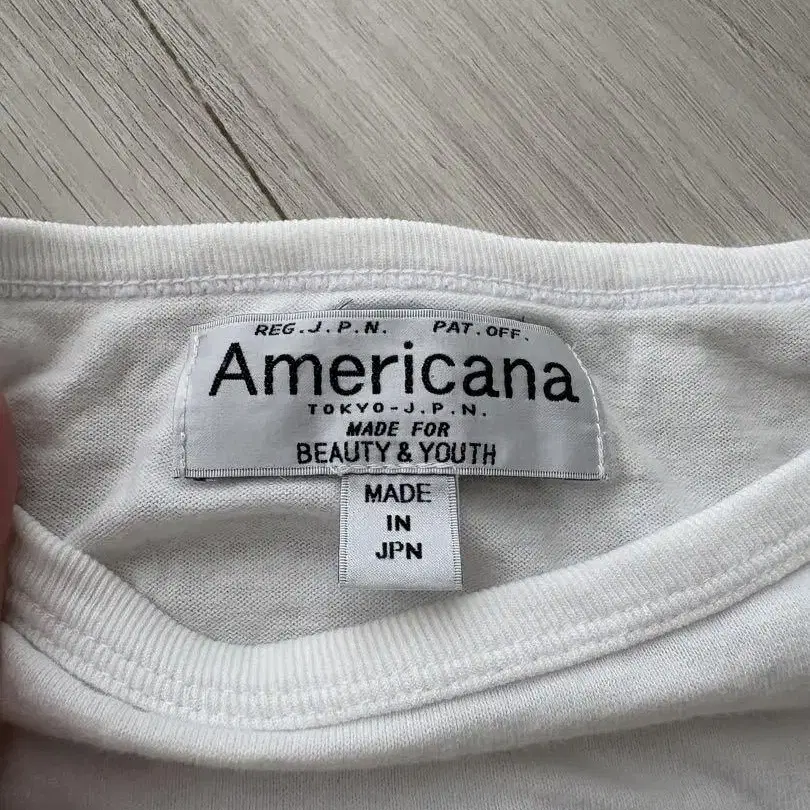 REG.J.P.N. PAT.OFF.
Americana
TOKYO-J.P.N.
MADE FOR
BEAUTY & YOUTH
MADE
IN
JPN